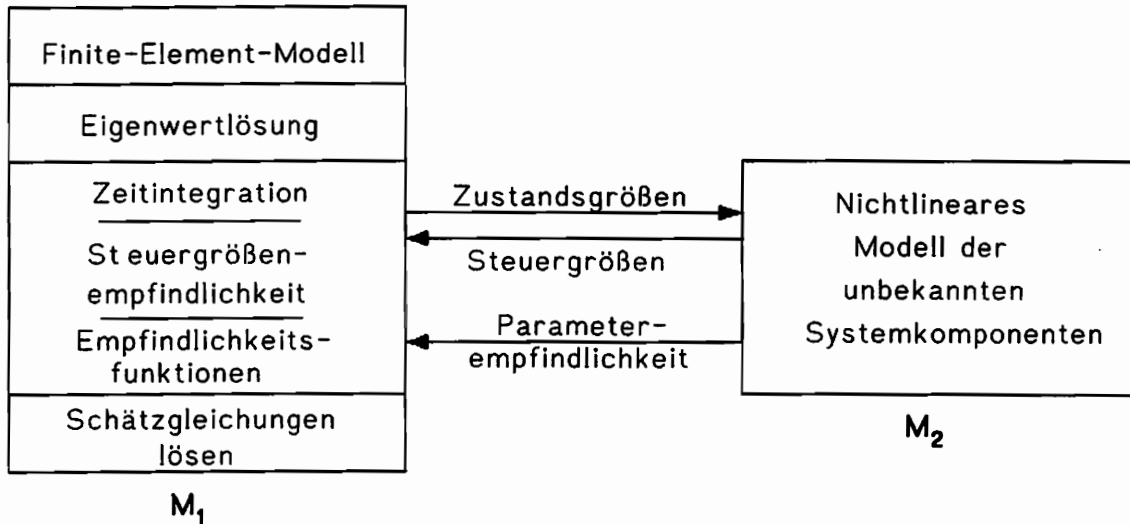 Finite-Element-Modell
Eigenwertlösung
Zeitintegration
Steuergrößen-
empfindlichkeit
Empfindlichkeits-
funktionen
Schätzgleichungen
lösen
M₁
Zustandsgrößen
Steuergrößen
Parameter-
empfindlichkeit
Nichtlineares
Modell der
unbekannten
Systemkomponenten
M₂